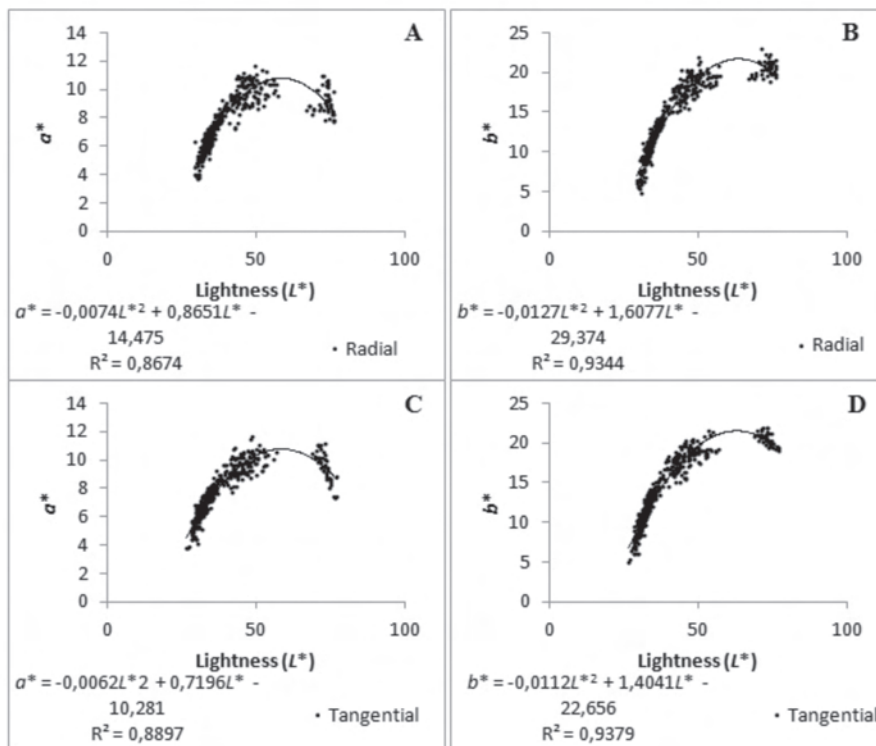 A
14
12
10
8
6
4
2
0
a*
0 50 100
Lightness (L*)
a* = -0,0074L*² + 0,8651L* -
14,475
R² = 0,8674
• Radial
B
25
20
15
10
5
0
b*
0 50 100
Lightness (L*)
b* = -0,0127L*² + 1,6077L* -
29,374
R² = 0,9344
• Radial
C
14
12
10
8
6
4
2
0
a*
0 50 100
Lightness (L*)
a* = -0,0062L*2 + 0,7196L* -
10,281
R² = 0,8897
• Tangential
D
25
20
15
10
5
0
b*
0 50 100
Lightness (L*)
b* = -0,0112L*² + 1,4041L* -
22,656
R² = 0,9379
• Tangential